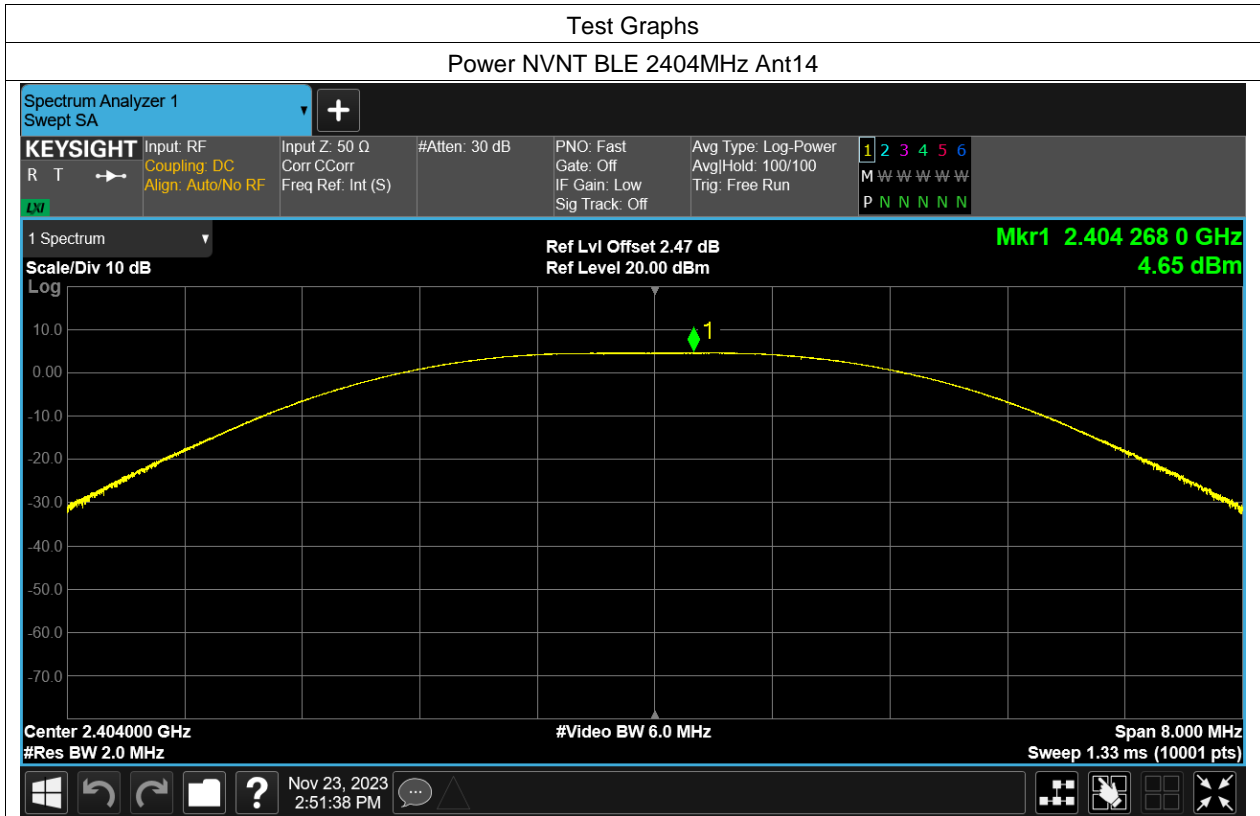 Test Graphs
Power NVNT BLE 2404MHz Ant14
Spectrum Analyzer 1
Swept SA
KEYSIGHT
R T
LXI
Input: RF
Coupling: DC
Align: Auto/No RF
Input Z: 50 Ω
Corr CCorr
Freq Ref: Int (S)
#Atten: 30 dB
PNO: Fast
Gate: Off
IF Gain: Low
Sig Track: Off
Avg Type: Log-Power
Avg|Hold: 100/100
Trig: Free Run
1 2 3 4 5 6
M W W W W W
P N N N N N
1 Spectrum
Scale/Div 10 dB
Log
Ref Lvl Offset 2.47 dB
Ref Level 20.00 dBm
Mkr1 2.404 268 0 GHz
4.65 dBm
1
10.0
0.00
-10.0
-20.0
-30.0
-40.0
-50.0
-60.0
-70.0
Center 2.404000 GHz
#Res BW 2.0 MHz
#Video BW 6.0 MHz
Span 8.000 MHz
Sweep 1.33 ms (10001 pts)
?
Nov 23, 2023
2:51:38 PM